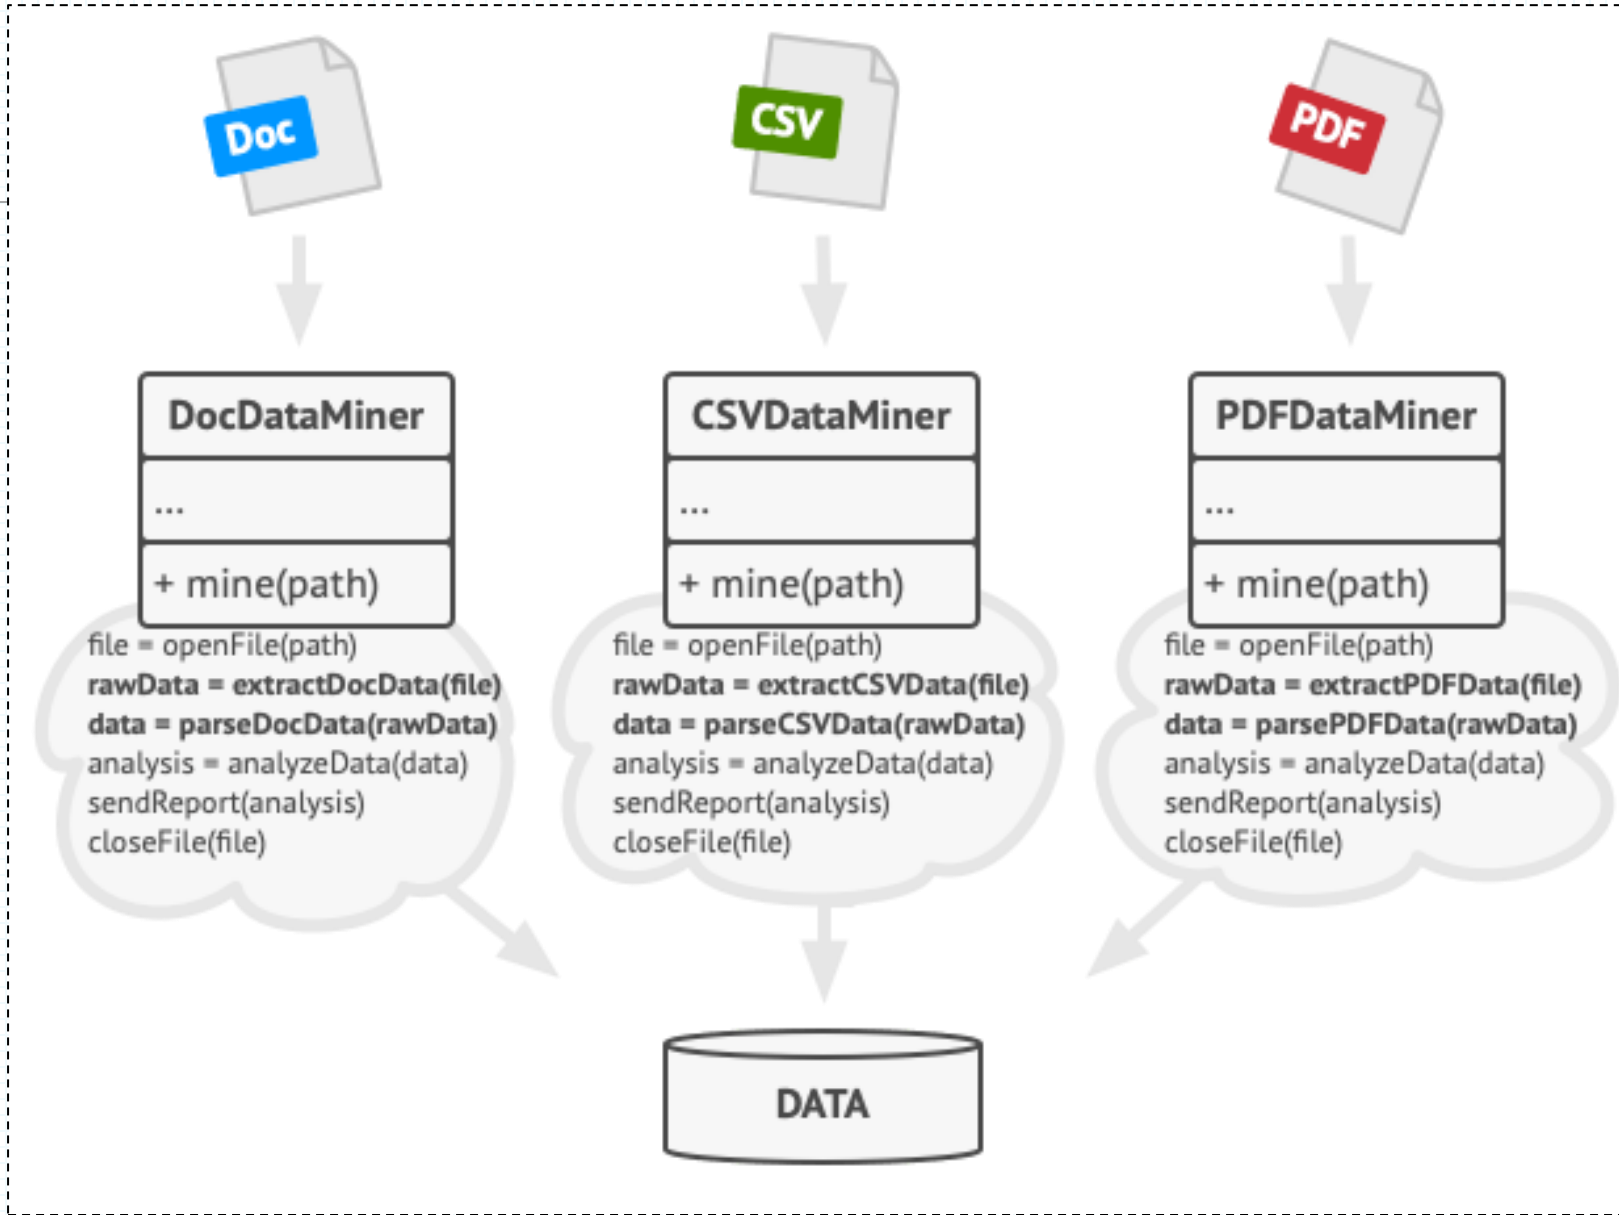 Doc
CSV
PDF
DocDataMiner
...
+ mine(path)
file = openFile(path)
rawData = extractDocData(file)
data = parseDocData(rawData)
analysis = analyzeData(data)
sendReport(analysis)
closeFile(file)
CSVDataMiner
...
+ mine(path)
file = openFile(path)
rawData = extractCSVData(file)
data = parseCSVData(rawData)
analysis = analyzeData(data)
sendReport(analysis)
closeFile(file)
PDFDataMiner
...
+ mine(path)
file = openFile(path)
rawData = extractPDFData(file)
data = parsePDFData(rawData)
analysis = analyzeData(data)
sendReport(analysis)
closeFile(file)
DATA